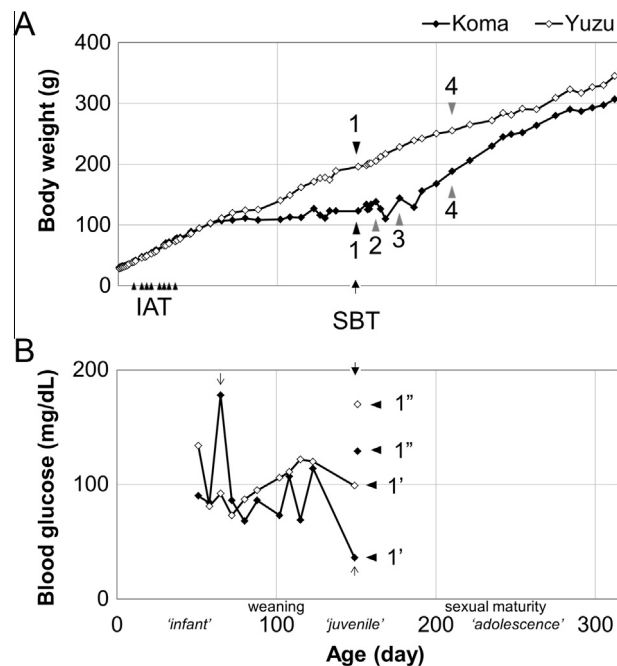 A
Koma Yuzu
Body weight (g)
400
300
200
100
0
1
4
1
2
3
4
IAT
SBT
B
Blood glucose (mg/dL)
200
100
0
1”
1”
1’
1’
weaning
sexual maturity
‘infant’
‘juvenile’
‘adolescence’
0 100 200 300
Age (day)